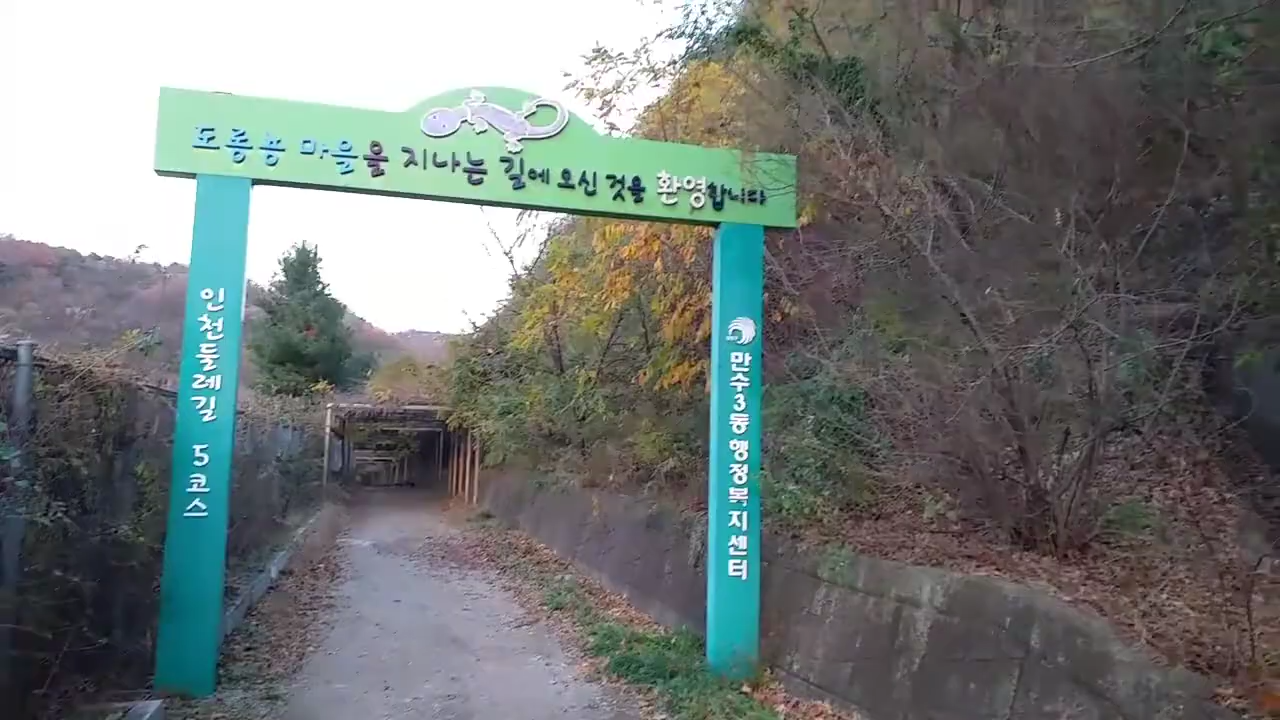 도롱뇽 마을을 지나는 길에 오신 것을 환영합니다
인천둘레길 5코스
만수3동행정복지센터